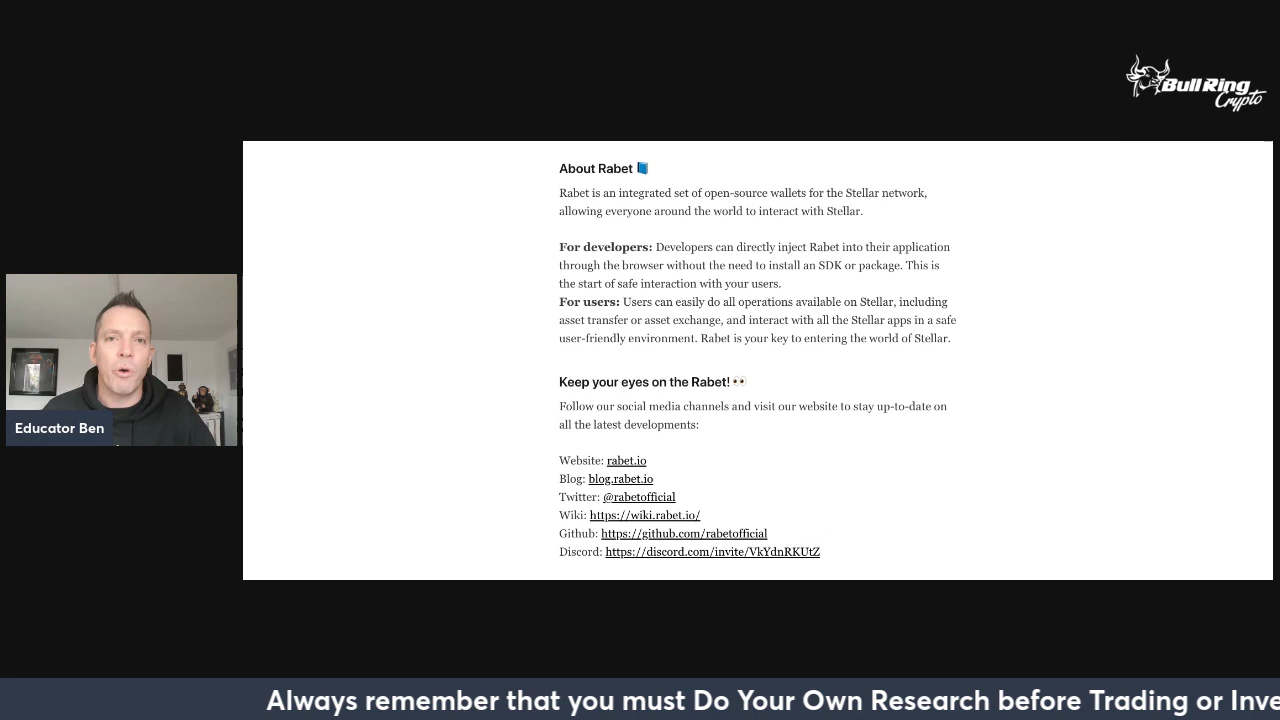 Bull Ring
Crypto
About Rabet
Rabet is an integrated set of open-source wallets for the Stellar network,
allowing everyone around the world to interact with Stellar.
For developers: Developers can directly inject Rabet into their application
through the browser without the need to install an SDK or package. This is
the start of safe interaction with your users.
For users: Users can easily do all operations available on Stellar, including
asset transfer or asset exchange, and interact with all the Stellar apps in a safe
user-friendly environment. Rabet is your key to entering the world of Stellar.
Keep your eyes on the Rabet!
Follow our social media channels and visit our website to stay up-to-date on
all the latest developments:
Website: rabet.io
Blog: blog.rabet.io
Twitter: @rabetofficial
Wiki: https://wiki.rabet.io/
Github: https://github.com/rabetofficial
Discord: https://discord.com/invite/VkYdnRKUtZ
Educator Ben
Always remember that you must Do Your Own Research before Trading or Inve